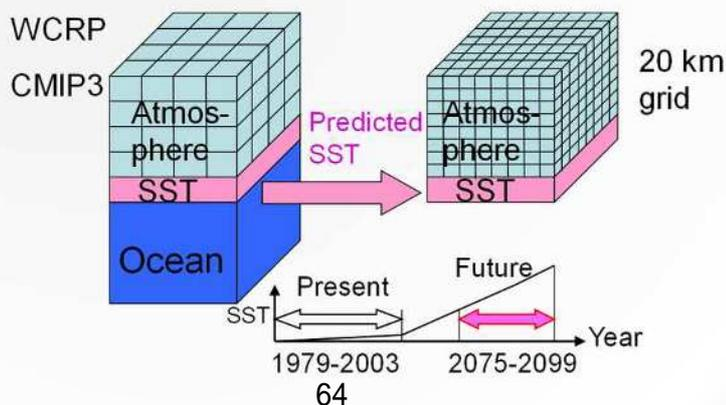 WCRP
CMIP3
Atmos-
phere
SST
Ocean
Predicted
SST
Atmos-
phere
SST
20 km
grid
Future
Present
SST
Year
1979-2003
2075-2099
64